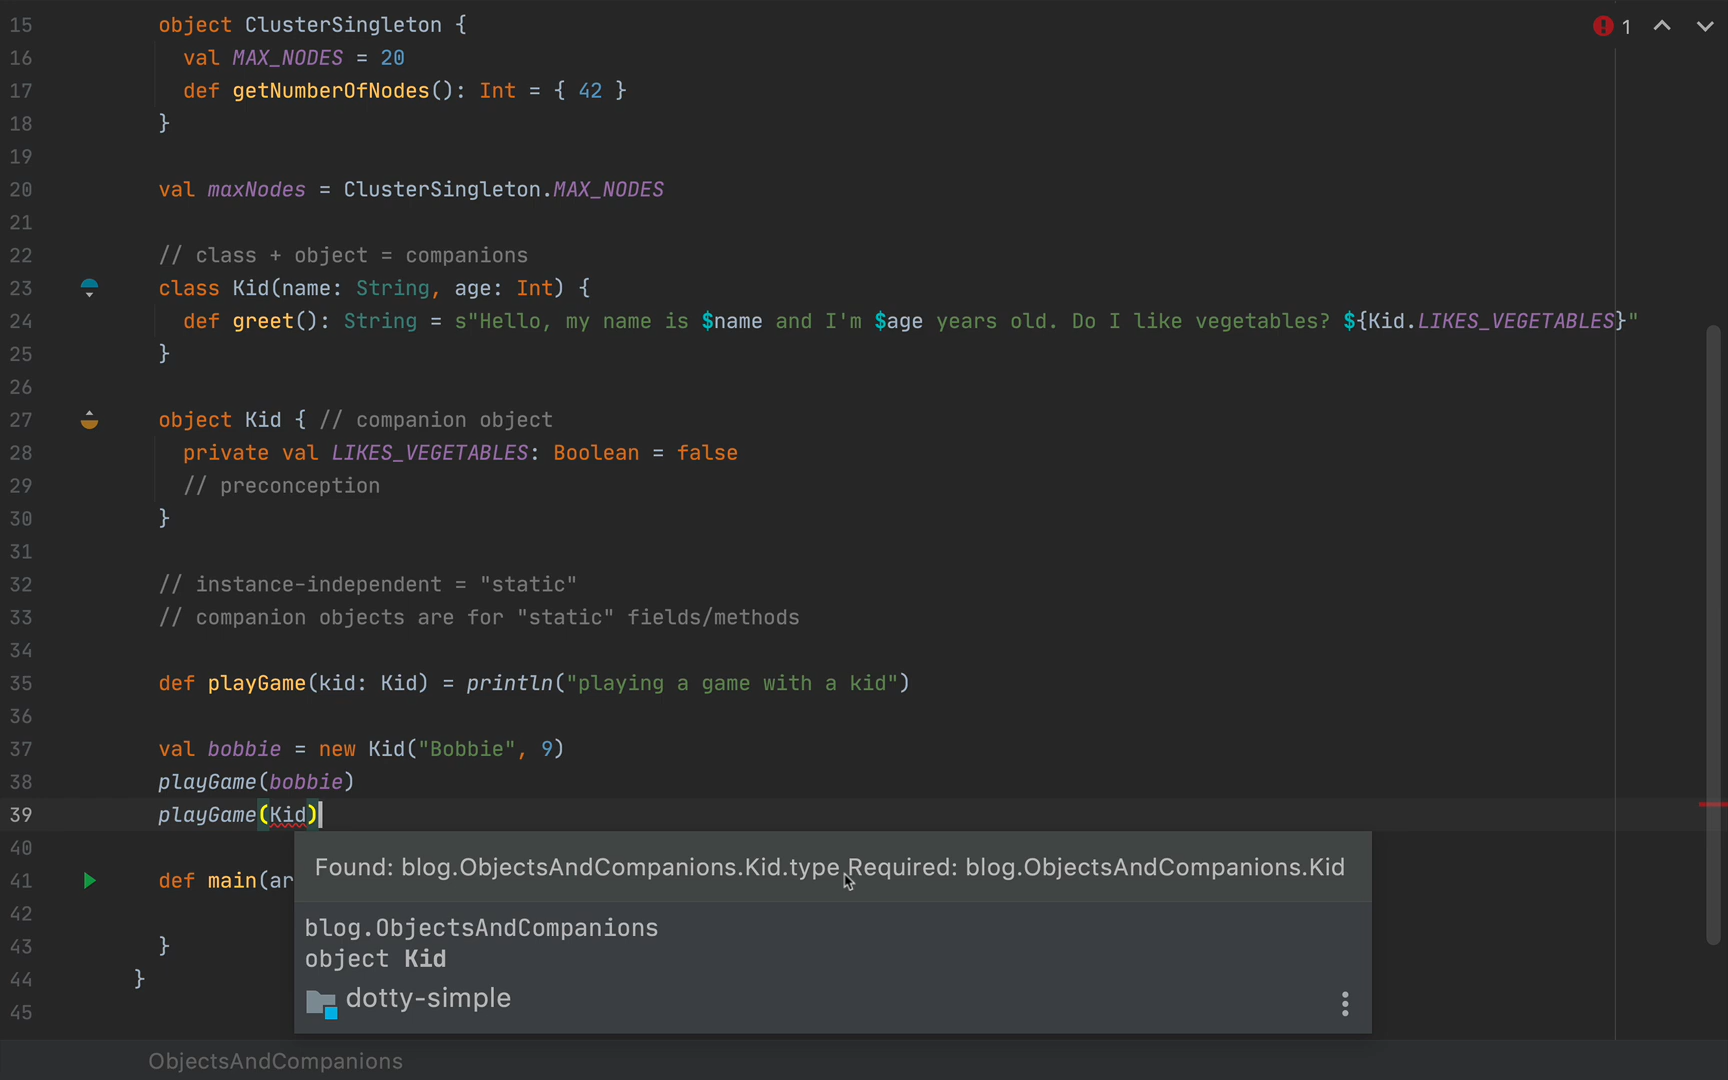 15 object ClusterSingleton {
1
16 val MAX_NODES = 20
17 def getNumberOfNodes(): Int = { 42 }
18 }
19
20 val maxNodes = ClusterSingleton.MAX_NODES
21
22 // class + object = companions
23 class Kid(name: String, age: Int) {
24 def greet(): String = s"Hello, my name is $name and I'm $age years old. Do I like vegetables? ${Kid.LIKES_VEGETABLES}"
25 }
26
27 object Kid { // companion object
28 private val LIKES_VEGETABLES: Boolean = false
29 // preconception
30 }
31
32 // instance-independent = "static"
33 // companion objects are for "static" fields/methods
34
35 def playGame(kid: Kid) = println("playing a game with a kid")
36
37 val bobbie = new Kid("Bobbie", 9)
38 playGame(bobbie)
39 playGame(Kid)
40
Found: blog.ObjectsAndCompanions.Kid.type Required: blog.ObjectsAndCompanions.Kid
41 def main(ar
42
blog.ObjectsAndCompanions
43 }
object Kid
44 }
dotty-simple
45
ObjectsAndCompanions